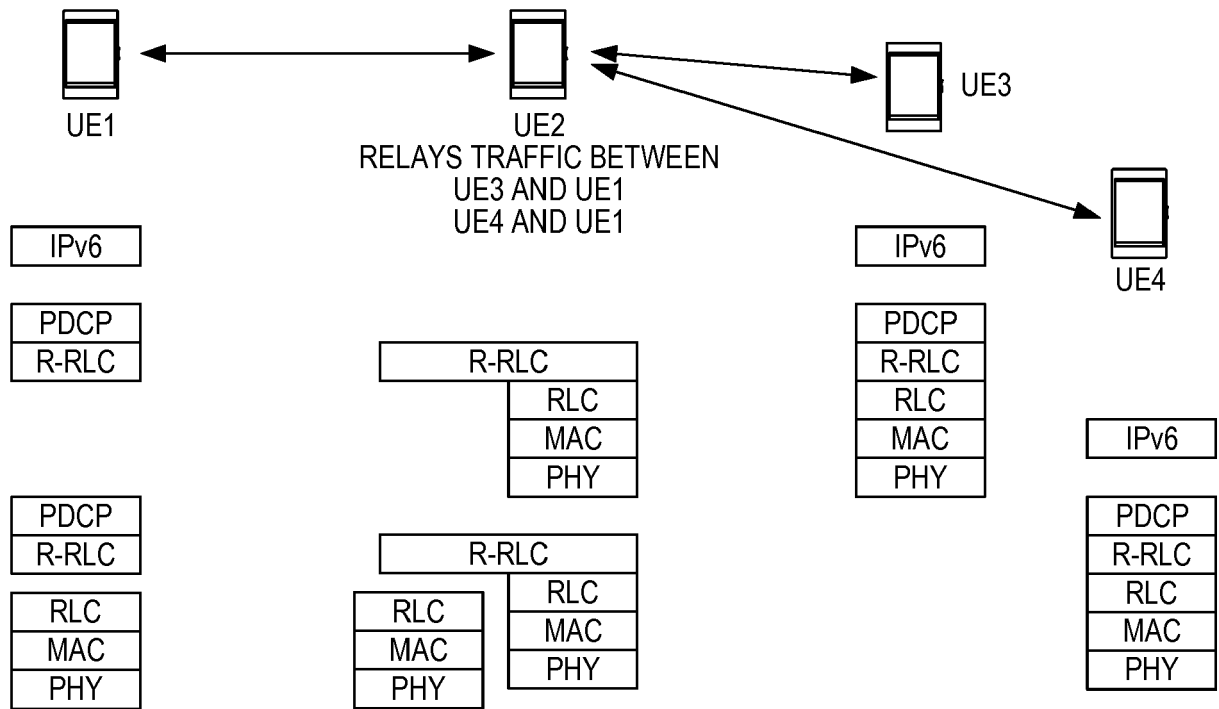 UE1
UE2
RELAYS TRAFFIC BETWEEN
UE3 AND UE1
UE4 AND UE1
UE3
UE4
IPv6
PDCP
R-RLC
PDCP
R-RLC
RLC
MAC
PHY
R-RLC
RLC
MAC
PHY
R-RLC
RLC
MAC
PHY
RLC
MAC
PHY
IPv6
PDCP
R-RLC
RLC
MAC
PHY
IPv6
PDCP
R-RLC
RLC
MAC
PHY